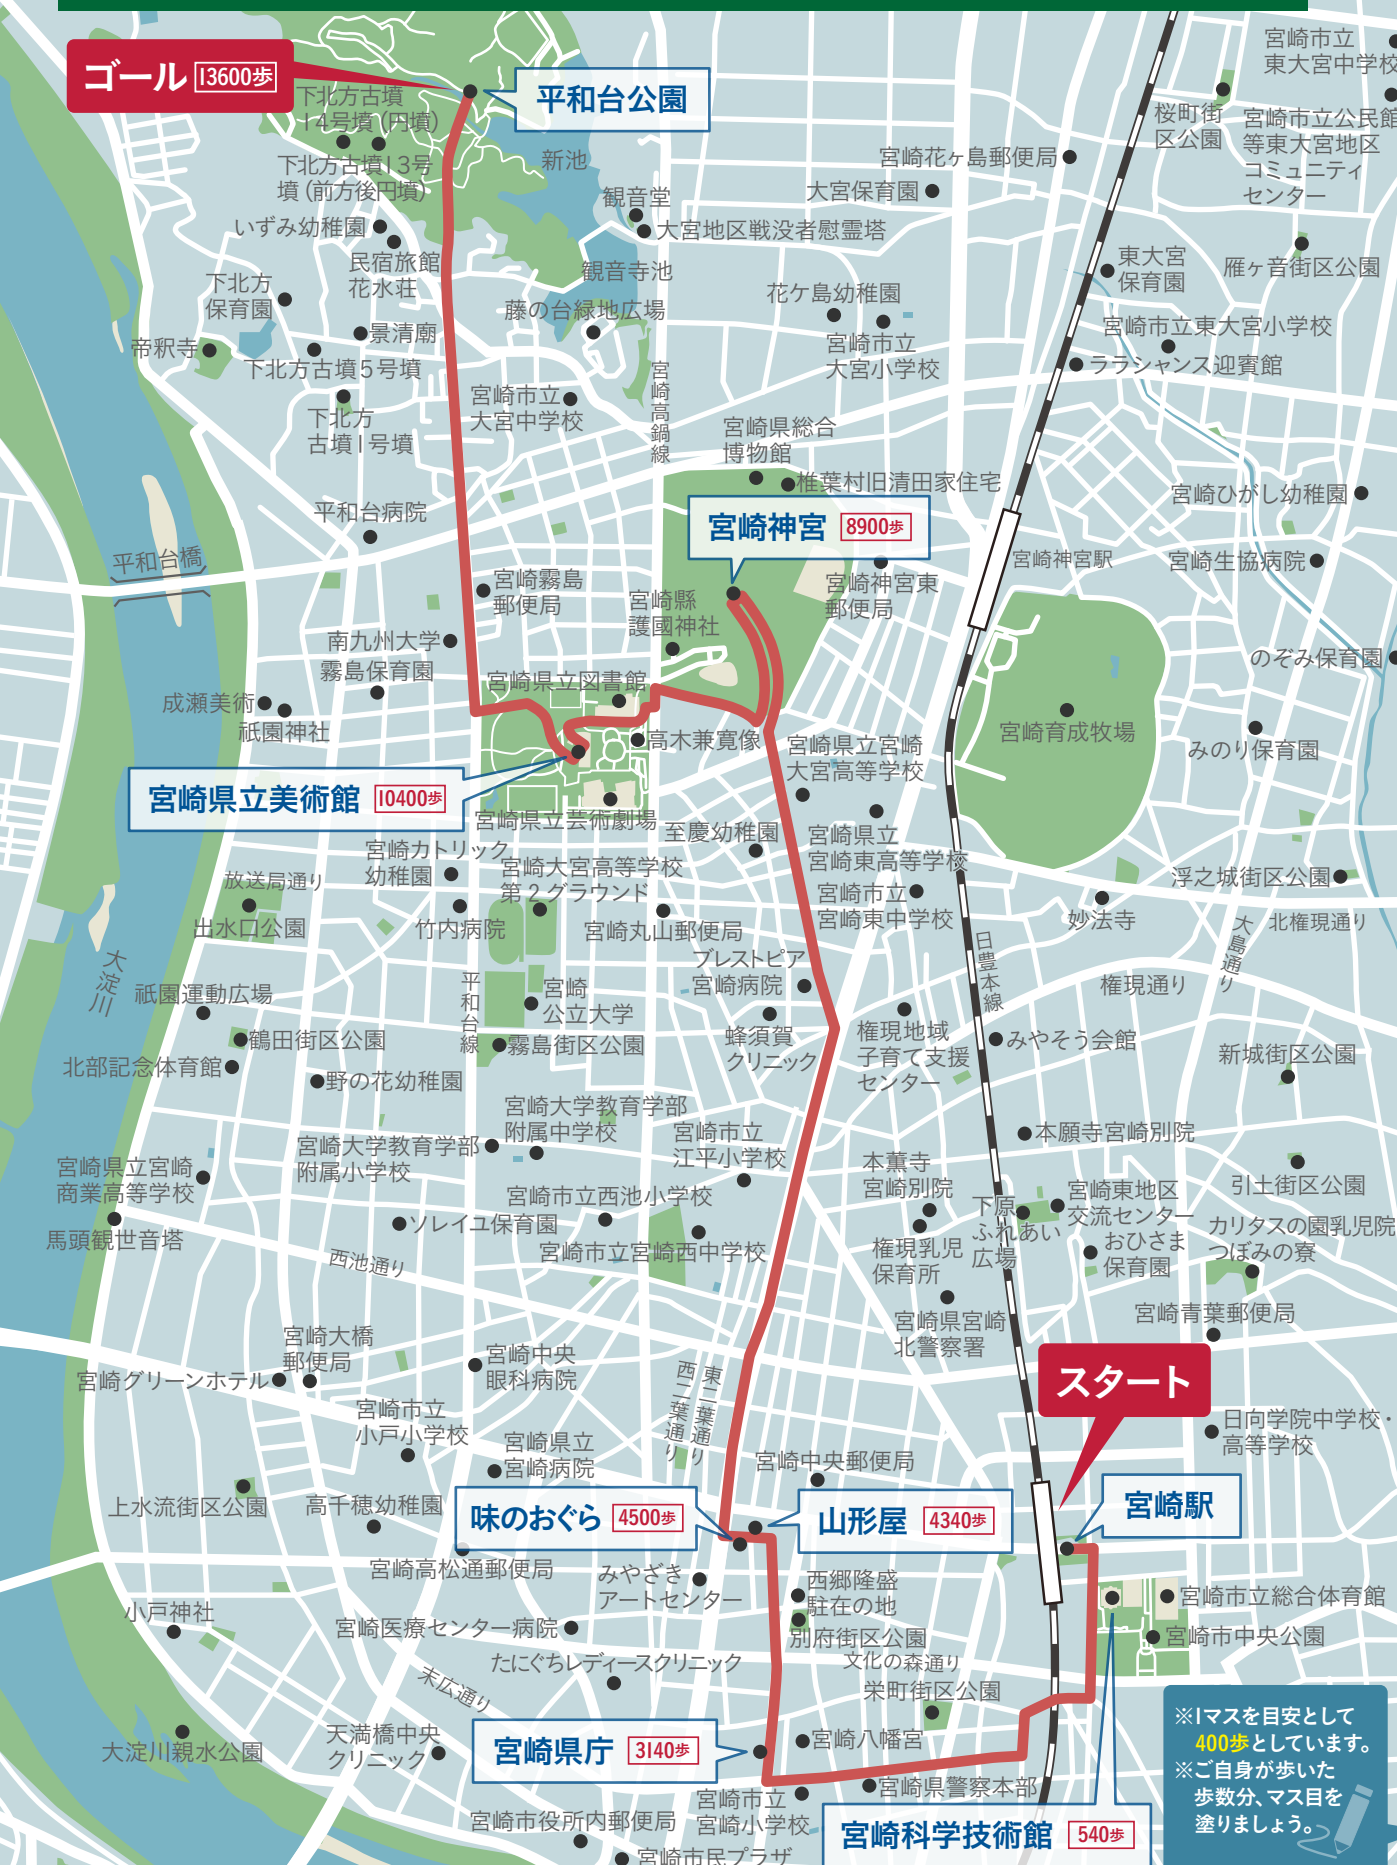 ゴール 13600歩
平和台公園
下北方古墳
14号墳(円墳)
下北方古墳13号
墳(前方後円墳)
新池
観音堂
大宮地区戦没者慰霊塔
観音寺池
いずみ幼稚園
民宿旅館
花水荘
下北方
保育園
藤の台緑地広場
景清廟
帝釈寺
下北方古墳5号墳
下北方
古墳1号墳
宮崎市立
大宮中学校
宮崎高鍋線
宮崎花ヶ島郵便局
大宮保育園
花ケ島幼稚園
宮崎市立
大宮小学校
宮崎市立
東大宮中学校
桜町街
区公園
宮崎市立公民館
等東大宮地区
コミュニティ
センター
東大宮
保育園
雁ヶ音街区公園
宮崎市立東大宮小学校
ララシャンス迎賓館
宮崎県総合
博物館
椎葉村旧清田家住宅
宮崎神宮 8900歩
宮崎ひがし幼稚園
宮崎神宮駅
宮崎生協病院
宮崎神宮東
郵便局
平和台病院
平和台橋
宮崎霧島
郵便局
宮崎縣
護國神社
南九州大学
霧島保育園
宮崎県立図書館
のぞみ保育園
成瀬美術
祇園神社
高木兼寛像
宮崎育成牧場
みのり保育園
宮崎県立宮崎
大宮高等学校
宮崎県立美術館 10400歩
宮崎県立芸術劇場
至慶幼稚園
宮崎県立
宮崎東高等学校
宮崎カトリック
幼稚園
宮崎大宮高等学校
第2グラウンド
放送局通り
出水口公園
竹内病院
宮崎丸山郵便局
宮崎市立
宮崎東中学校
浮之城街区公園
妙法寺
大島通り
北権現通り
日豊本線
権現通り
大淀川
ブレストピア
宮崎病院
祇園運動広場
平和台線
宮崎
公立大学
鶴田街区公園
霧島街区公園
蜂須賀
クリニック
権現地域
子育て支援
センター
みやそう会館
新城街区公園
北部記念体育館
野の花幼稚園
宮崎大学教育学部
附属中学校
宮崎大学教育学部
附属小学校
宮崎市立
江平小学校
本願寺宮崎別院
宮崎県立宮崎
商業高等学校
馬頭観世音塔
宮崎市立西池小学校
ソレイユ保育園
宮崎市立宮崎西中学校
西池通り
本薫寺
宮崎別院
権現乳児
保育所
下原
ふれあい
広場
宮崎東地区
交流センター
おひさま
保育園
引土街区公園
カリタスの園乳児院
つぼみの寮
宮崎県宮崎
北警察署
宮崎青葉郵便局
宮崎大橋
郵便局
宮崎グリーンホテル
宮崎中央
眼科病院
西二葉通り
東二葉通り
スタート
宮崎市立
小戸小学校
宮崎県立
宮崎病院
日向学院中学校・
高等学校
宮崎中央郵便局
上水流街区公園
高千穂幼稚園
味のおぐら 4500歩
山形屋 4340歩
宮崎駅
宮崎高松通郵便局
みやざき
アートセンター
西郷隆盛
駐在の地
別府街区公園
宮崎市立総合体育館
宮崎市中央公園
小戸神社
宮崎医療センター病院
たにぐちレディースクリニック
文化の森通り
栄町街区公園
末広通り
大淀川親水公園
天満橋中央
クリニック
宮崎県庁 3140歩
宮崎八幡宮
宮崎市立
宮崎小学校
宮崎県警察本部
宮崎市役所内郵便局
宮崎科学技術館 540歩
宮崎市民プラザ
※1マスを目安として
400歩としています。
※ご自身が歩いた
歩数分、マス目を
塗りましょう。